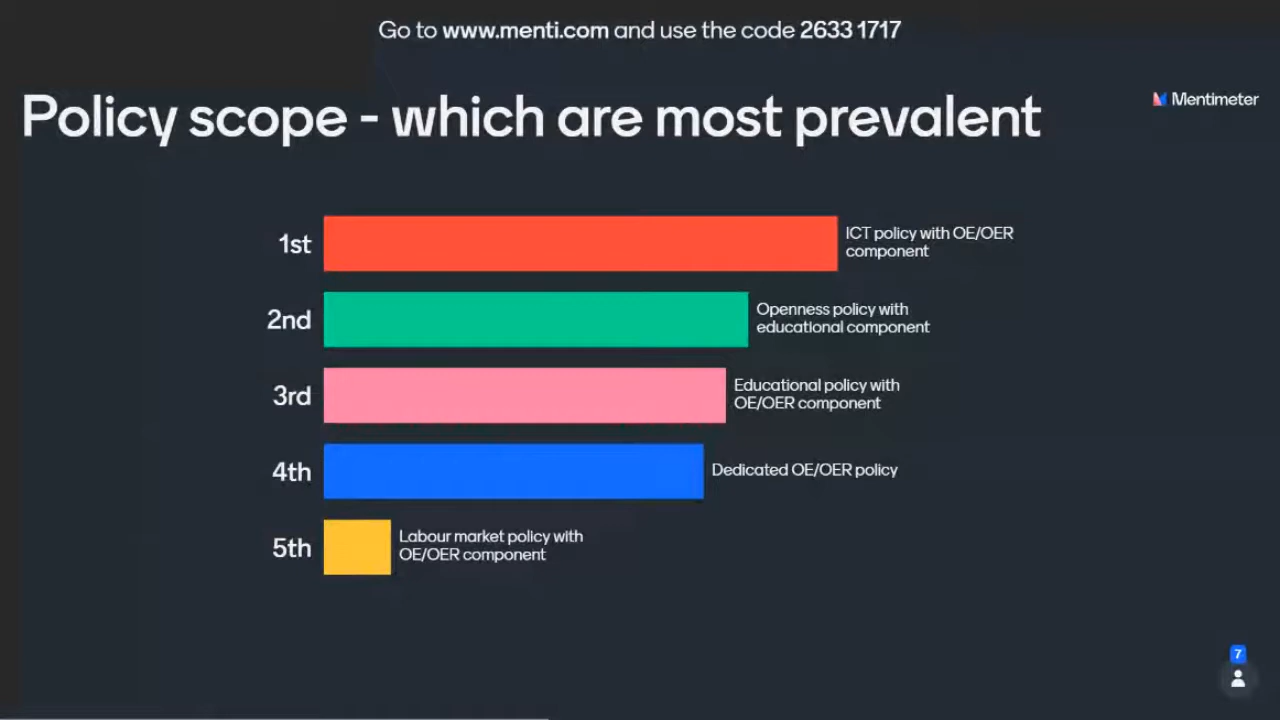 Go to www.menti.com and use the code 2633 1717
Policy scope - which are most prevalent
Mentimeter
1st
ICT policy with OE/OER
component
2nd
Openness policy with
educational component
3rd
Educational policy with
OE/OER component
4th
Dedicated OE/OER policy
5th
Labour market policy with
OE/OER component
7